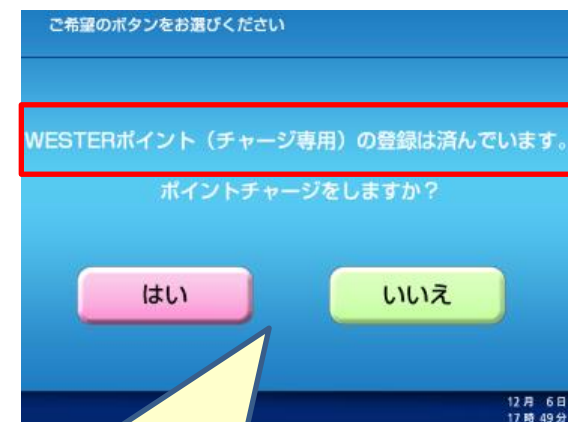 ご希望のボタンをお選びください
WESTERポイント（チャージ専用）の登録は済んでいます。
ポイントチャージをしますか？
はい
いいえ
12月 6日
17時 49分